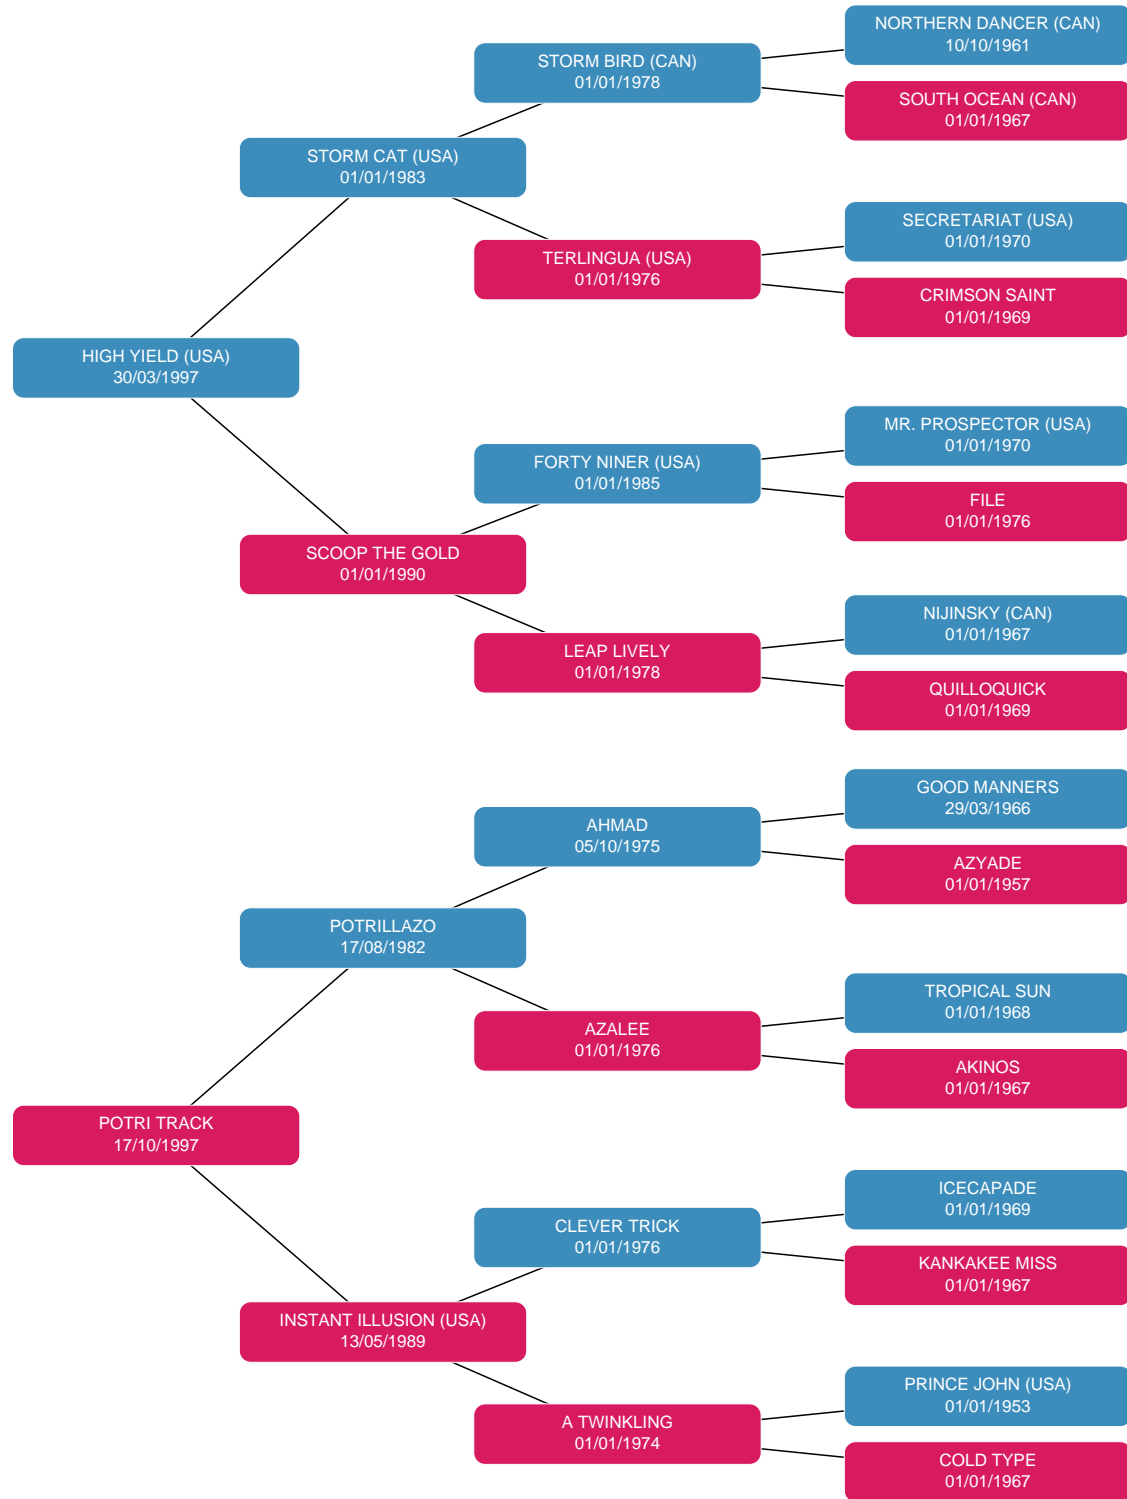 NORTHERN DANCER (CAN)
10/10/1961
STORM BIRD (CAN)
01/01/1978
SOUTH OCEAN (CAN)
01/01/1967
STORM CAT (USA)
01/01/1983
SECRETARIAT (USA)
01/01/1970
TERLINGUA (USA)
01/01/1976
CRIMSON SAINT
01/01/1969
HIGH YIELD (USA)
30/03/1997
MR. PROSPECTOR (USA)
01/01/1970
FORTY NINER (USA)
01/01/1985
FILE
01/01/1976
SCOOP THE GOLD
01/01/1990
NIJINSKY (CAN)
01/01/1967
LEAP LIVELY
01/01/1978
QUILLOQUICK
01/01/1969
GOOD MANNERS
29/03/1966
AHMAD
05/10/1975
AZYADE
01/01/1957
POTRILLAZO
17/08/1982
TROPICAL SUN
01/01/1968
AZALEE
01/01/1976
AKINOS
01/01/1967
POTRI TRACK
17/10/1997
ICECAPADE
01/01/1969
CLEVER TRICK
01/01/1976
KANKAKEE MISS
01/01/1967
INSTANT ILLUSION (USA)
13/05/1989
PRINCE JOHN (USA)
01/01/1953
A TWINKLING
01/01/1974
COLD TYPE
01/01/1967